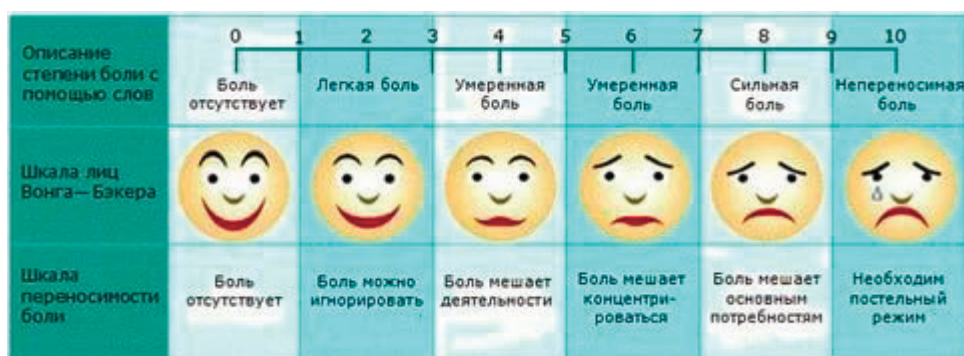 Описание
степени боли с
помощью слов
0 1 2 3 4 5 6 7 8 9 10
Боль
отсутствует
Легкая боль
Умеренная
боль
Умеренная
боль
Сильная
боль
Непереносимая
боль
Шкала лиц
Вонга—Бэкера
Шкала
переносимости
боли
Боль
отсутствует
Боль можно
игнорировать
Боль мешает
деятельности
Боль мешает
концентри-
роваться
Боль мешает
основным
потребностям
Необходим
постельный
режим